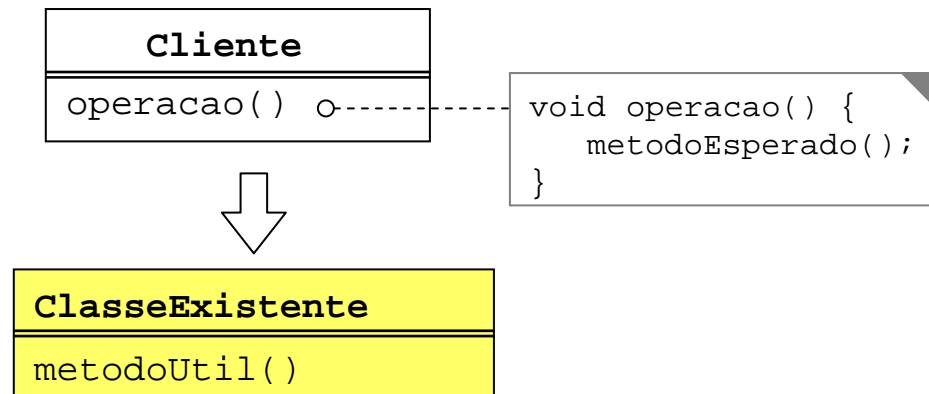 Cliente
operacao()
void operacao() {
metodoEsperado();
}
ClasseExistente
metodoUtil()